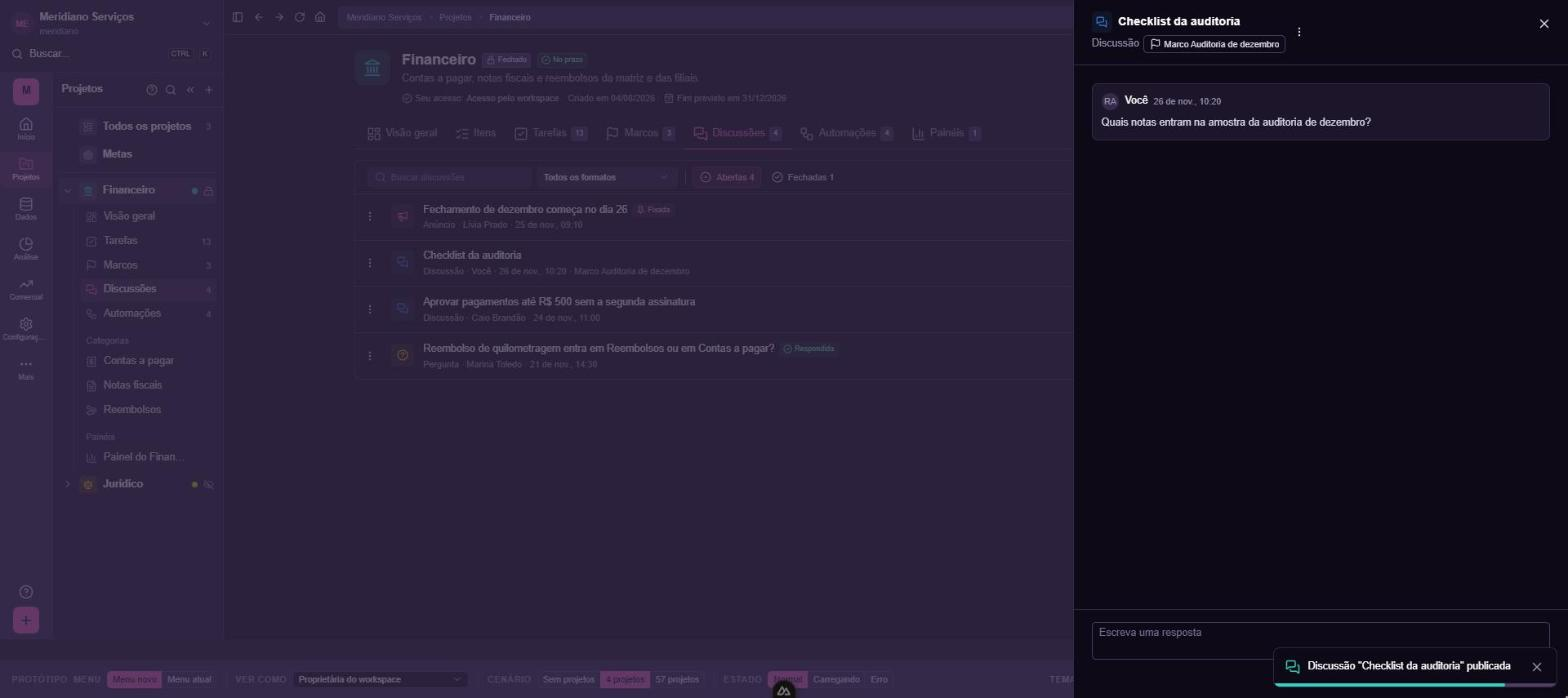 ME
Meridiano Serviços
meridiano
Buscar...
CTRL
K
M
Início
Projetos
Dados
Análise
Comercial
Configuraç...
Mais
Projetos
Todos os projetos
3
Metas
Financeiro
Visão geral
Tarefas
13
Marcos
3
Discussões
4
Automações
4
Categorias
Contas a pagar
Notas fiscais
Reembolsos
Painéis
Painel do Finan...
Jurídico
Meridiano Serviços
Projetos
Financeiro
Financeiro
Fechado
No prazo
Contas a pagar, notas fiscais e reembolsos da matriz e das filiais.
Seu acesso: Acesso pelo workspace · Criado em 04/08/2026
Fim previsto em 31/12/2026
Visão geral
Itens
Tarefas 13
Marcos 3
Discussões 4
Automações 4
Painéis 1
Buscar discussões
Todos os formatos
Abertas 4
Fechadas 1
Fechamento de dezembro começa no dia 26
Fixada
Anúncio · Lívia Prado · 25 de nov., 09:10
Checklist da auditoria
Discussão · Você · 26 de nov., 10:20 · Marco Auditoria de dezembro
Aprovar pagamentos até R$ 500 sem a segunda assinatura
Discussão · Caio Brandão · 24 de nov., 11:00
Reembolso de quilometragem entra em Reembolsos ou em Contas a pagar?
Respondida
Pergunta · Marina Toledo · 21 de nov., 14:30
Checklist da auditoria
Discussão
Marco Auditoria de dezembro
RA
Você 26 de nov., 10:20
Quais notas entram na amostra da auditoria de dezembro?
Escreva uma resposta
Discussão "Checklist da auditoria" publicada
PROTÓTIPO
MENU
Menu novo
Menu atual
VER COMO
Proprietária do workspace
CENÁRIO
Sem projetos
4 projetos
57 projetos
ESTADO
Normal
Carregando
Erro
TEMA